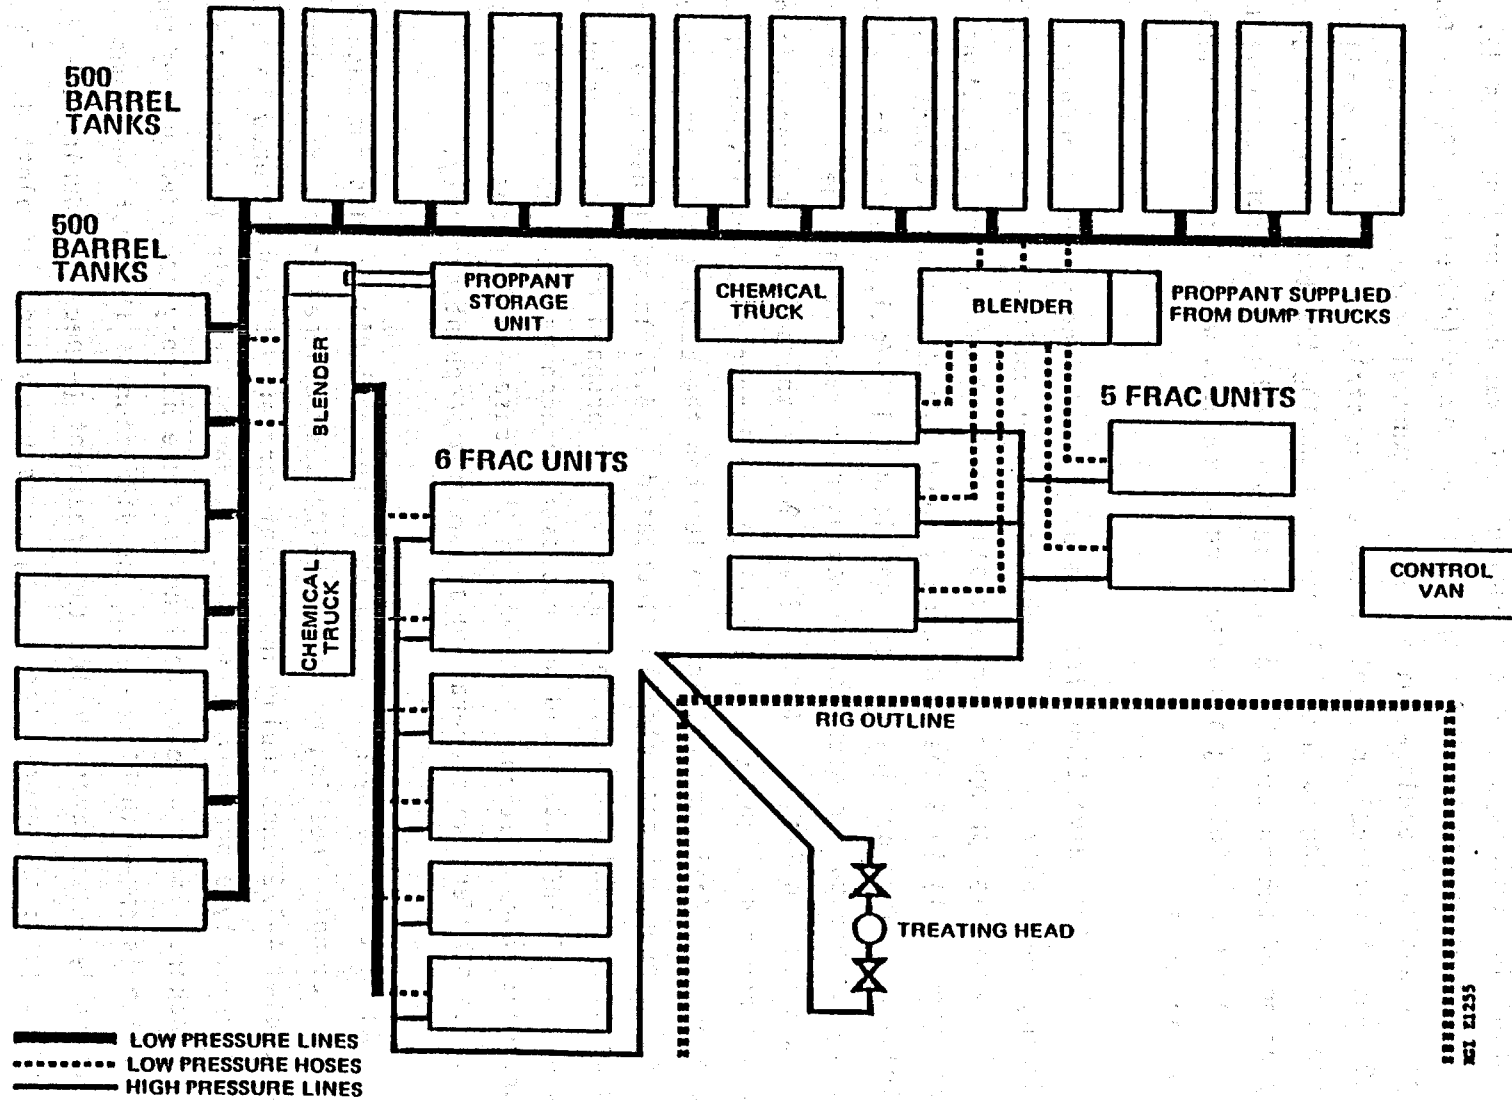 500
BARREL
TANKS
500
BARREL
TANKS
PROPPANT
STORAGE
UNIT
CHEMICAL
TRUCK
BLENDER
PROPPANT SUPPLIED
FROM DUMP TRUCKS
BLENDER
5 FRAC UNITS
6 FRAC UNITS
CHEMICAL
TRUCK
CONTROL
VAN
RIG OUTLINE
TREATING HEAD
LOW PRESSURE LINES
LOW PRESSURE HOSES
HIGH PRESSURE LINES
E1255